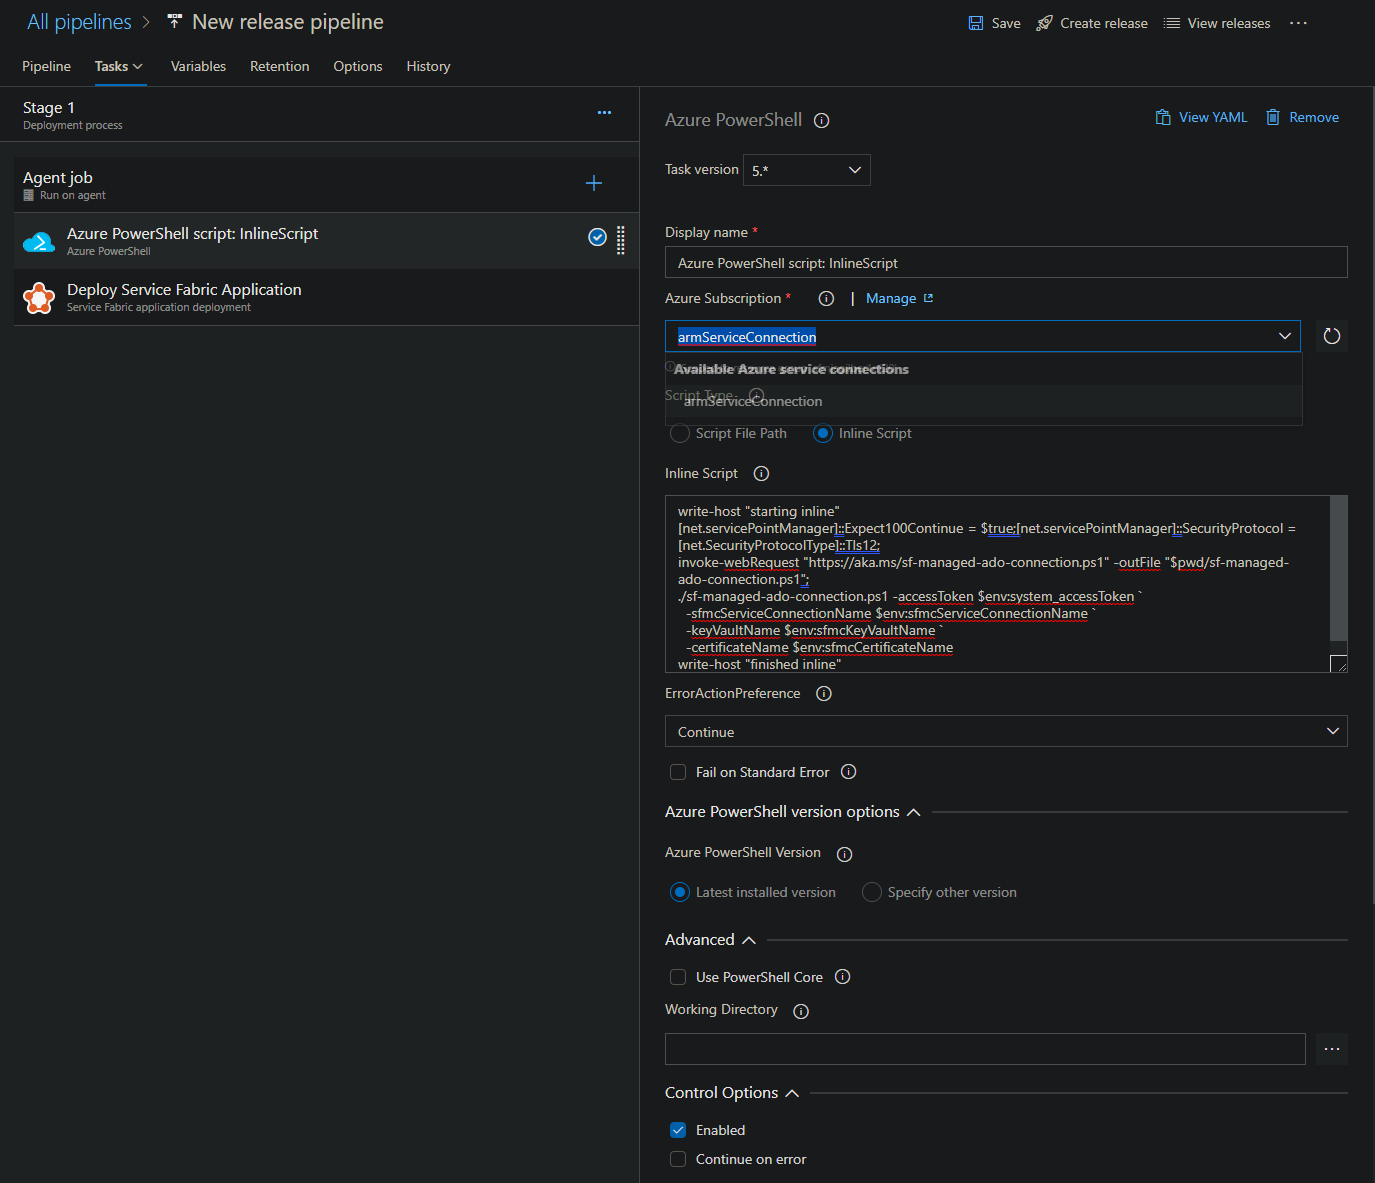 All pipelines > New release pipeline
Save
Create release
View releases
Pipeline
Tasks
Variables
Retention
Options
History
Stage 1
Deployment process
Agent job
Run on agent
Azure PowerShell script: InlineScript
Azure PowerShell
Deploy Service Fabric Application
Service Fabric application deployment
Azure PowerShell
View YAML
Remove
Task version
5.*
Display name *
Azure PowerShell script: InlineScript
Azure Subscription *
| Manage
armServiceConnection
Available Azure service connections
Script Type
armServiceConnection
Script File Path
Inline Script
Inline Script
write-host "starting inline"
[net.servicePointManager]::Expect100Continue = $true;[net.servicePointManager]::SecurityProtocol =
[net.SecurityProtocolType]::Tls12;
invoke-webRequest "https://aka.ms/sf-managed-ado-connection.ps1" -outFile "$pwd/sf-managed-
ado-connection.ps1";
./sf-managed-ado-connection.ps1 -accessToken $env:system_accessToken `
-sfmcServiceConnectionName $env:sfmcServiceConnectionName `
-keyVaultName $env:sfmcKeyVaultName `
-certificateName $env:sfmcCertificateName
write-host "finished inline"
ErrorActionPreference
Continue
Fail on Standard Error
Azure PowerShell version options
Azure PowerShell Version
Latest installed version
Specify other version
Advanced
Use PowerShell Core
Working Directory
Control Options
Enabled
Continue on error